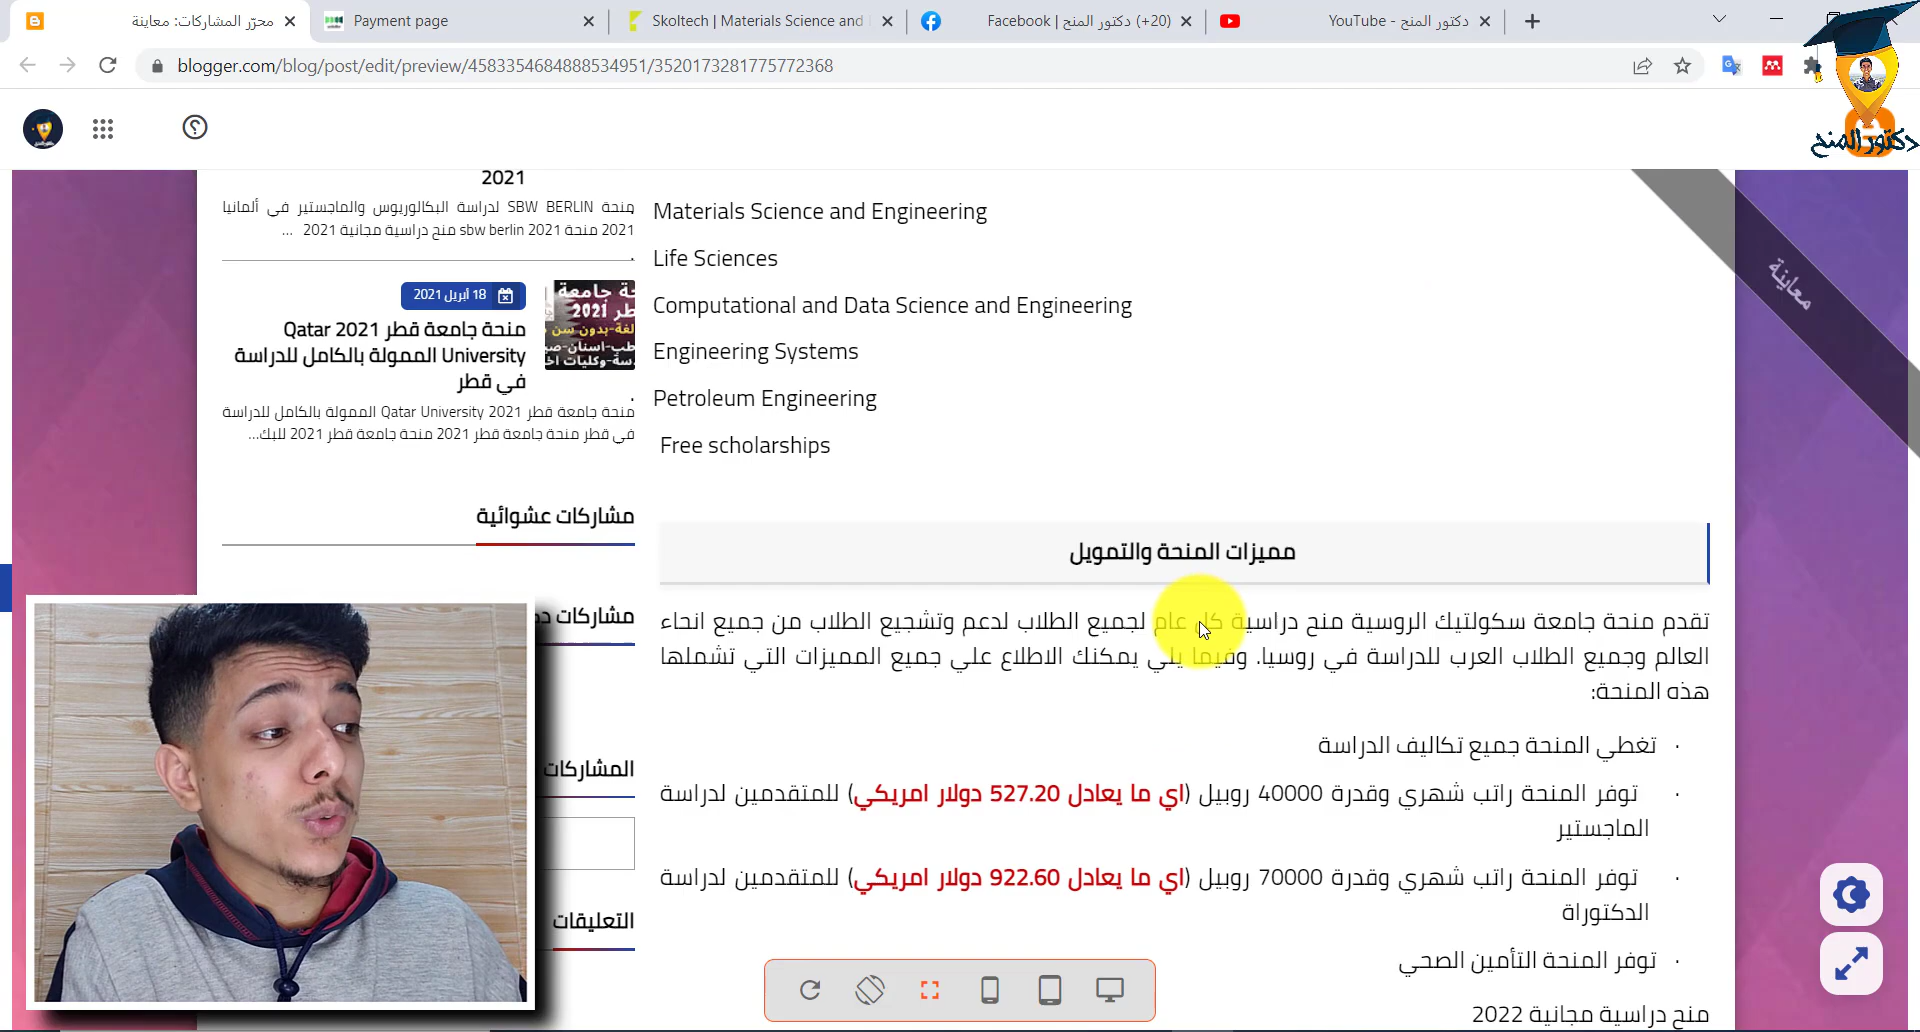 محرّر المشاركات: معاينة
Payment page
Skoltech | Materials Science and
Facebook | دكتور المنح (20+)
YouTube - دكتور المنح
blogger.com/blog/post/edit/preview/4583354684888534951/3520173281775772368
دكتور المنح
معاينة
Materials Science and Engineering
Life Sciences
Computational and Data Science and Engineering
Engineering Systems
Petroleum Engineering
Free scholarships
مميزات المنحة والتمويل
تقدم منحة جامعة سكولتيك الروسية منح دراسية كل عام لجميع الطلاب لدعم وتشجيع الطلاب من جميع انحاء
العالم وجميع الطلاب العرب للدراسة في روسيا. وفيما يلي يمكنك الاطلاع علي جميع المميزات التي تشملها
هذه المنحة:
· تغطي المنحة جميع تكاليف الدراسة
· توفر المنحة راتب شهري وقدرة 40000 روبيل (اي ما يعادل 527.20 دولار امريكي) للمتقدمين لدراسة
الماجستير
· توفر المنحة راتب شهري وقدرة 70000 روبيل (اي ما يعادل 922.60 دولار امريكي) للمتقدمين لدراسة
الدكتوراة
· توفر المنحة التأمين الصحي
منح دراسية مجانية 2022
2021
منحة SBW BERLIN لدراسة البكالوريوس والماجستير في ألمانيا
2021 منحة sbw berlin 2021 منح دراسية مجانية 2021 ...
18 أبريل 2021
منحة جامعة قطر 2021 Qatar
University الممولة بالكامل للدراسة
في قطر
منحة جامعة قطر 2021 Qatar University الممولة بالكامل للدراسة
في قطر منحة جامعة قطر 2021 منحة جامعة قطر 2021 للبك...
مشاركات عشوائية
مشاركات
المشاركات
التعليقات